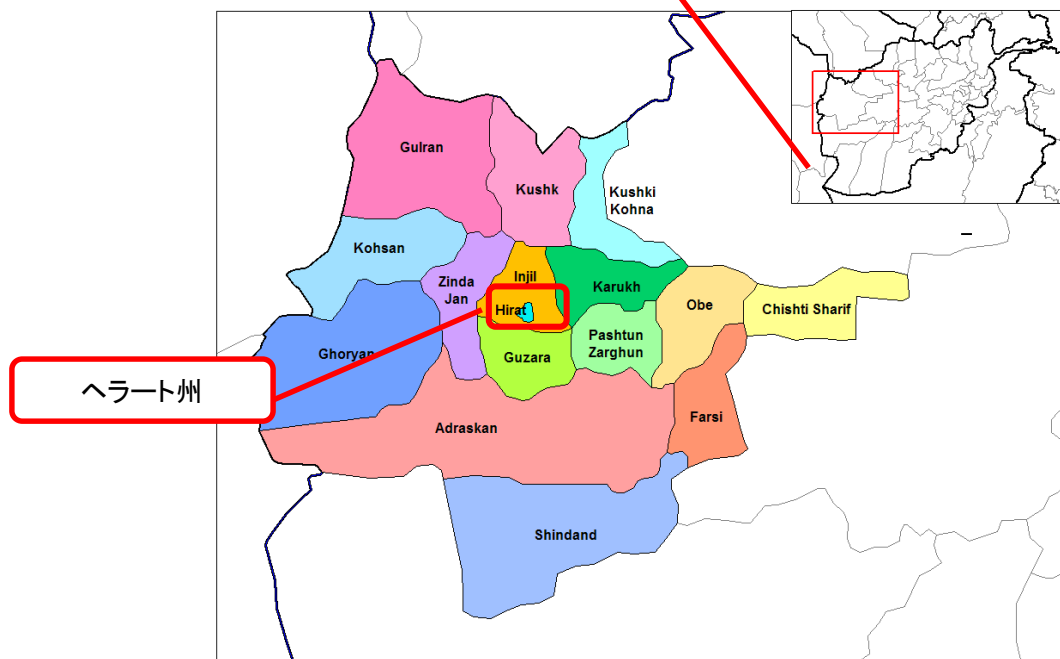 Gulran
Kushk
Kushki
Kohna
Kohsan
Zinda
Jan
Injil
Karukh
Obe
Chishti Sharif
Hirat
Pashtun
Zarghun
Ghoryan
Guzara
ヘラート州
Adraskan
Farsi
Shindand